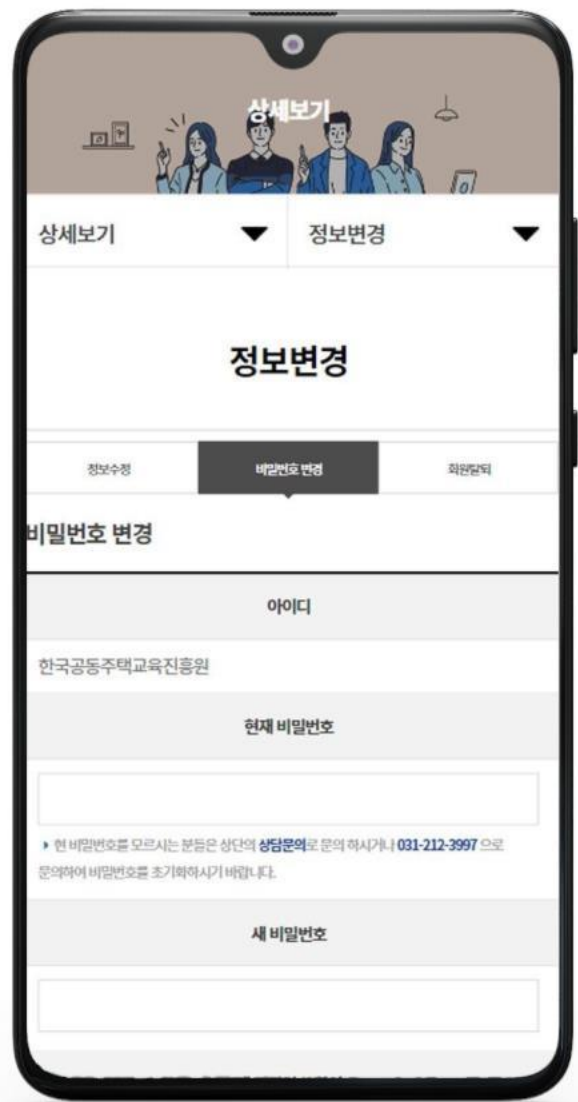 상세보기
상세보기
정보변경
정보변경
정보수정
비밀번호 변경
회원탈퇴
비밀번호 변경
아이디
한국공동주택교육진흥원
현재 비밀번호
현 비밀번호를 모르시는 분들은 상단의 상담문의로 문의 하시거나 031-212-3997 으로
문의하여 비밀번호를 초기화하시기 바랍니다.
새 비밀번호